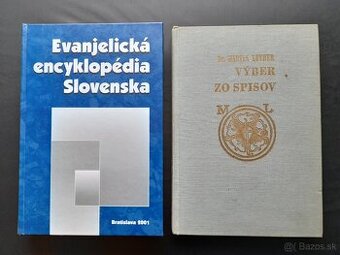 Evanjelická
encyklopédia
Slovenska
Bratislava 2001
Dr. MARTIN LUTHER
VÝBER
ZO SPISOV
M L
Bazos.sk